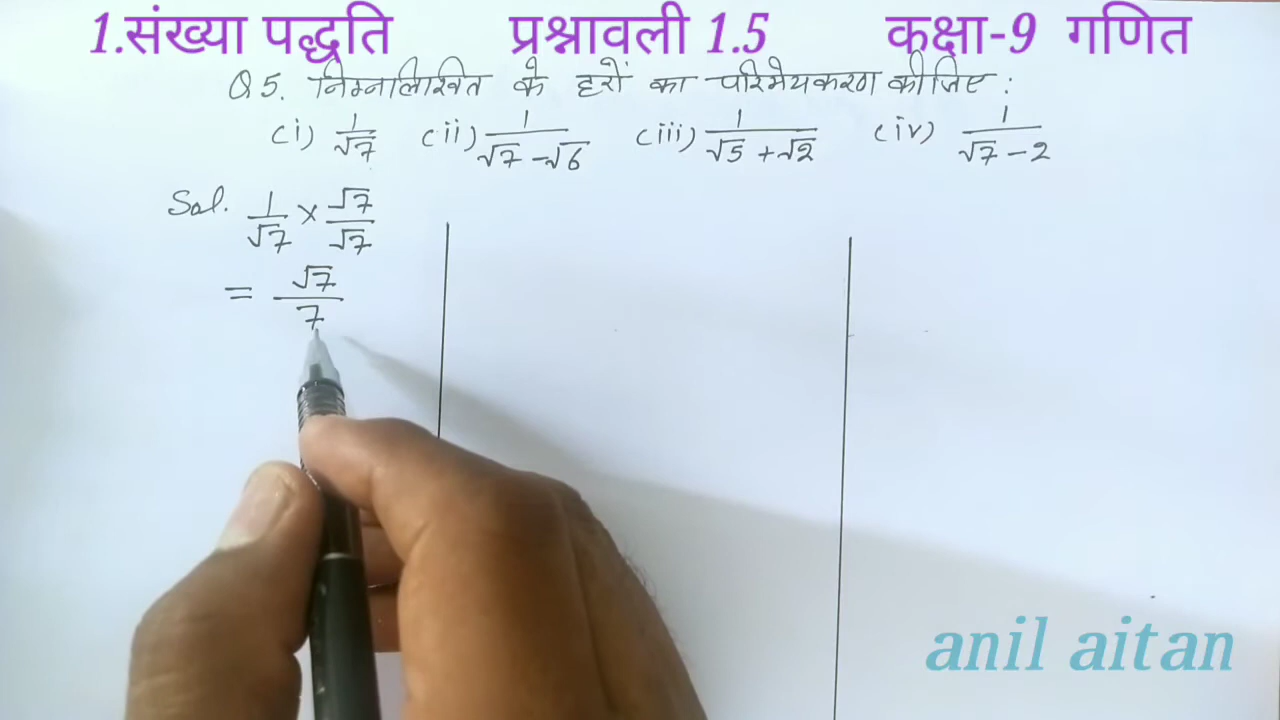 1.संख्या पद्धति प्रश्नावली 1.5 कक्षा-9 गणित
Q 5. निम्नलिखित के हरों का परिमेयकरण कीजिए :
(i) 1/√7 (ii) 1/(√7 - √6) (iii) 1/(√5 + √2) (iv) 1/(√7 - 2)
Sol. 1/√7 × √7/√7
= √7/7
anil aitan